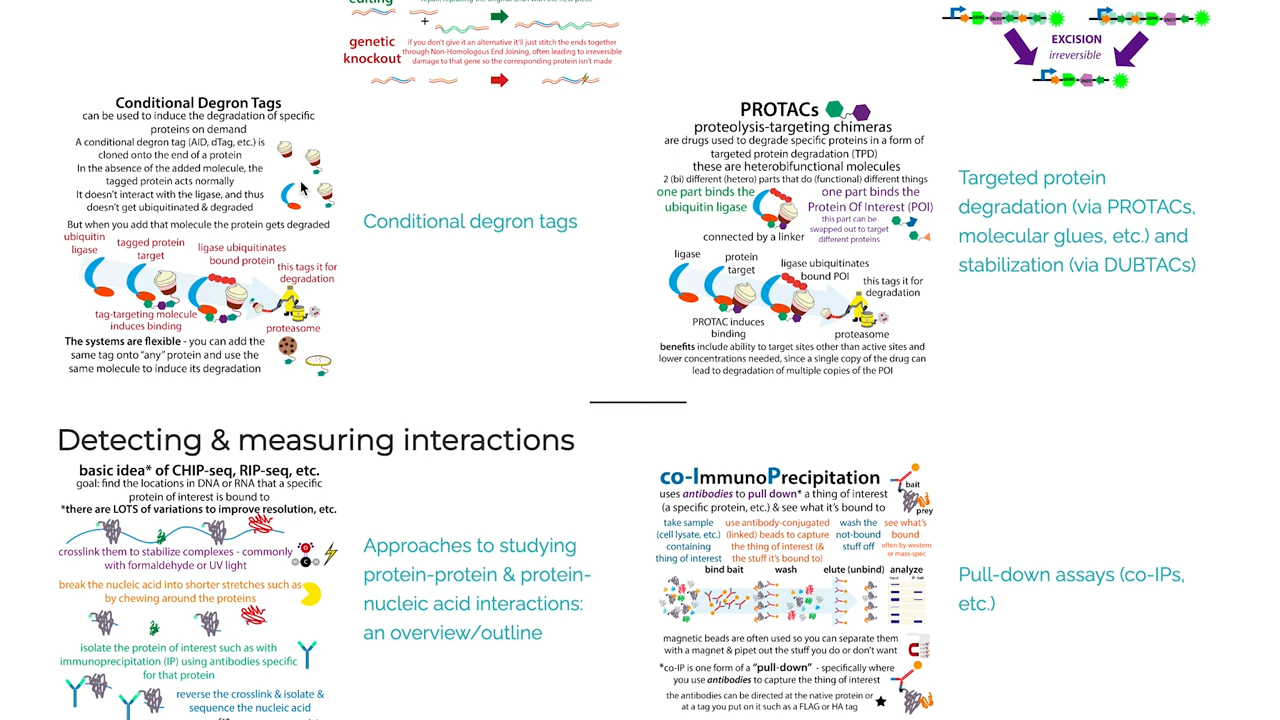 editing
genetic
knockout
if you don't give it an alternative it'll just stitch the ends together
through Non-Homologous End Joining, often leading to irreversible
damage to that gene so the corresponding protein isn't made
EXCISION
irreversible
Conditional Degron Tags
can be used to induce the degradation of specific
proteins on demand
A conditional degron tag (AID, dTag, etc.) is
cloned onto the end of a protein
In the absence of the added molecule, the
tagged protein acts normally
It doesn't interact with the ligase, and thus
doesn't get ubiquitinated & degraded
But when you add that molecule the protein gets degraded
ubiquitin
ligase
tagged protein
target
ligase ubiquitinates
bound protein
this tags it for
degradation
tag-targeting molecule
induces binding
proteasome
The systems are flexible - you can add the
same tag onto "any" protein and use the
same molecule to induce its degradation
Conditional degron tags
PROTACs
proteolysis-targeting chimeras
are drugs used to degrade specific proteins in a form of
targeted protein degradation (TPD)
these are heterobifunctional molecules
2 (bi) different (hetero) parts that do (functional) different things
one part binds the
ubiquitin ligase
one part binds the
Protein Of Interest (POI)
this part can be
swapped out to target
different proteins
connected by a linker
ligase
protein
target
ligase ubiquitinates
bound POI
this tags it for
degradation
PROTAC induces
binding
proteasome
benefits include ability to target sites other than active sites and
lower concentrations needed, since a single copy of the drug can
lead to degradation of multiple copies of the POI
Targeted protein
degradation (via PROTACs,
molecular glues, etc.) and
stabilization (via DUBTACs)
Detecting & measuring interactions
basic idea* of CHIP-seq, RIP-seq, etc.
goal: find the locations in DNA or RNA that a specific
protein of interest is bound to
*there are LOTS of variations to improve resolution, etc.
crosslink them to stabilize complexes - commonly
with formaldehyde or UV light
break the nucleic acid into shorter stretches such as
by chewing around the proteins
isolate the protein of interest such as with
immunoprecipitation (IP) using antibodies specific
for that protein
reverse the crosslink & isolate &
sequence the nucleic acid
Approaches to studying
protein-protein & protein-
nucleic acid interactions:
an overview/outline
co-ImmunoPrecipitation
uses antibodies to pull down* a thing of interest
(a specific protein, etc.) & see what it's bound to
bait
prey
take sample
(cell lysate, etc.)
containing
thing of interest
use antibody-conjugated
(linked) beads to capture
the thing of interest (&
the stuff it's bound to)
wash the
not-bound
stuff off
see what's
bound
often by western
or mass-spec
bind bait
wash
elute (unbind)
analyze
magnetic beads are often used so you can separate them
with a magnet & pipet out the stuff you do or don't want
*co-IP is one form of a "pull-down" - specifically where
you use antibodies to capture the thing of interest
the antibodies can be directed at the native protein or
at a tag you put on it such as a FLAG or HA tag
Pull-down assays (co-IPs,
etc.)